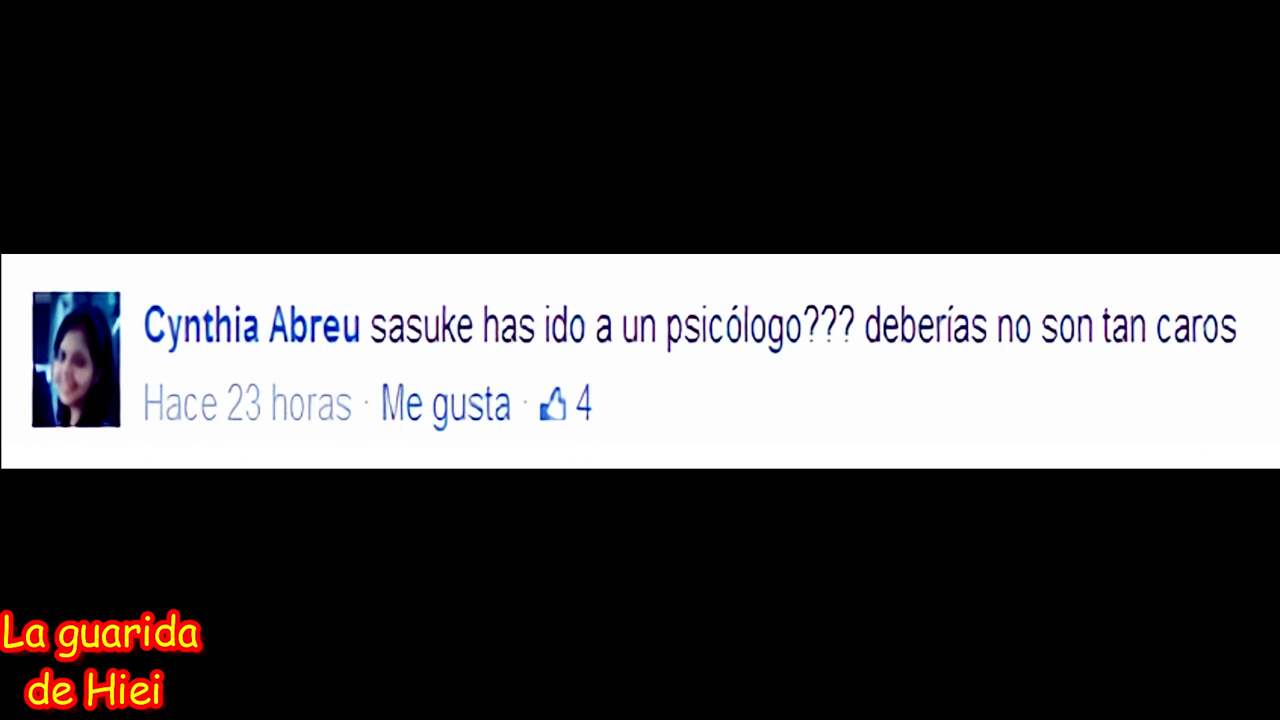 Cynthia Abreu sasuke has ido a un psicólogo??? deberías no son tan caros
Hace 23 horas · Me gusta · 4
La guarida
de Hiei